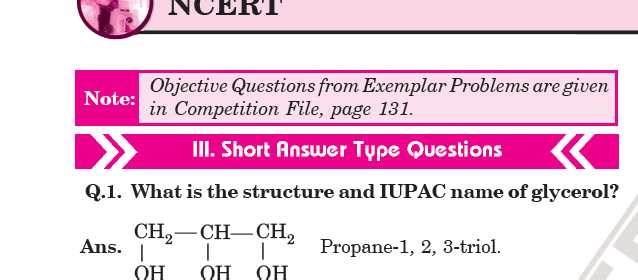 NCERT
Note:
Objective Questions from Exemplar Problems are given
in Competition File, page 131.
III. Short Answer Type Questions
Q.1. What is the structure and IUPAC name of glycerol?
Ans. CH₂—CH—CH₂ Propane-1, 2, 3-triol.
| | |
OH OH OH